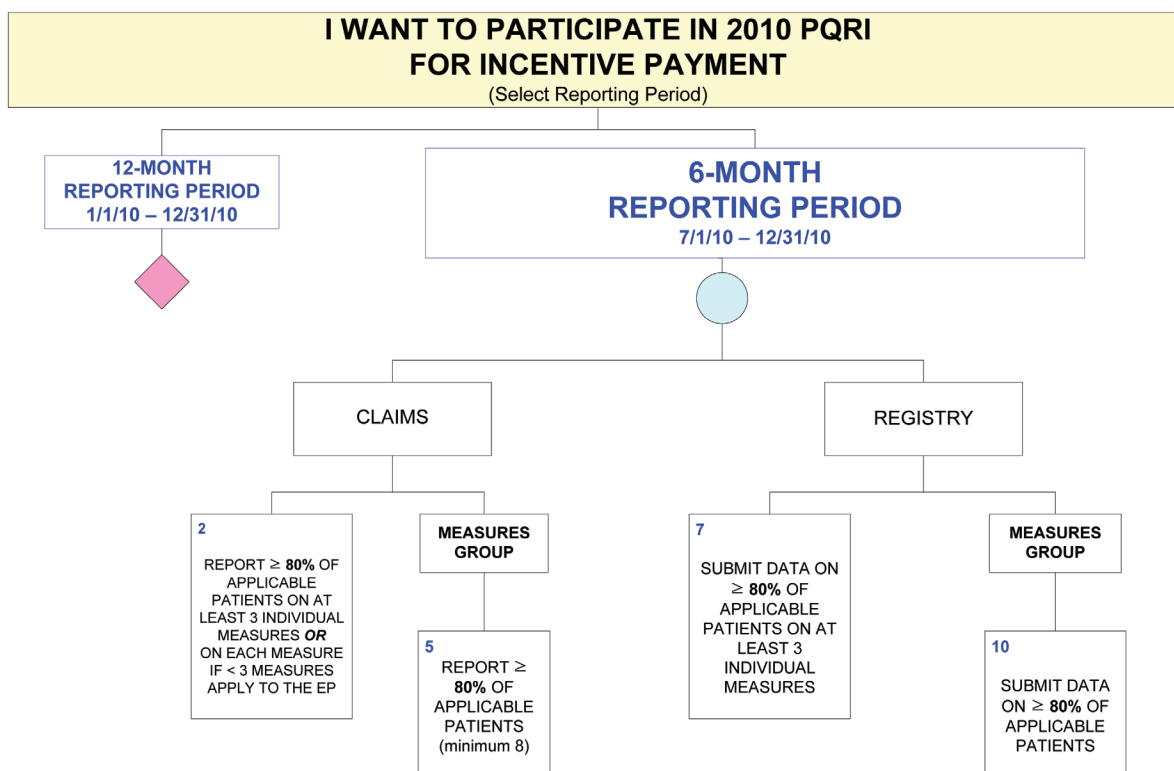 I WANT TO PARTICIPATE IN 2010 PQRI
FOR INCENTIVE PAYMENT
(Select Reporting Period)
12-MONTH
REPORTING PERIOD
1/1/10 – 12/31/10
6-MONTH
REPORTING PERIOD
7/1/10 – 12/31/10
CLAIMS
REGISTRY
2
REPORT ≥ 80% OF
APPLICABLE
PATIENTS ON AT
LEAST 3 INDIVIDUAL
MEASURES OR
ON EACH MEASURE
IF < 3 MEASURES
APPLY TO THE EP
MEASURES
GROUP
5
REPORT ≥
80% OF
APPLICABLE
PATIENTS
(minimum 8)
7
SUBMIT DATA ON
≥ 80% OF
APPLICABLE
PATIENTS ON AT
LEAST 3
INDIVIDUAL
MEASURES
MEASURES
GROUP
10
SUBMIT DATA
ON ≥ 80% OF
APPLICABLE
PATIENTS